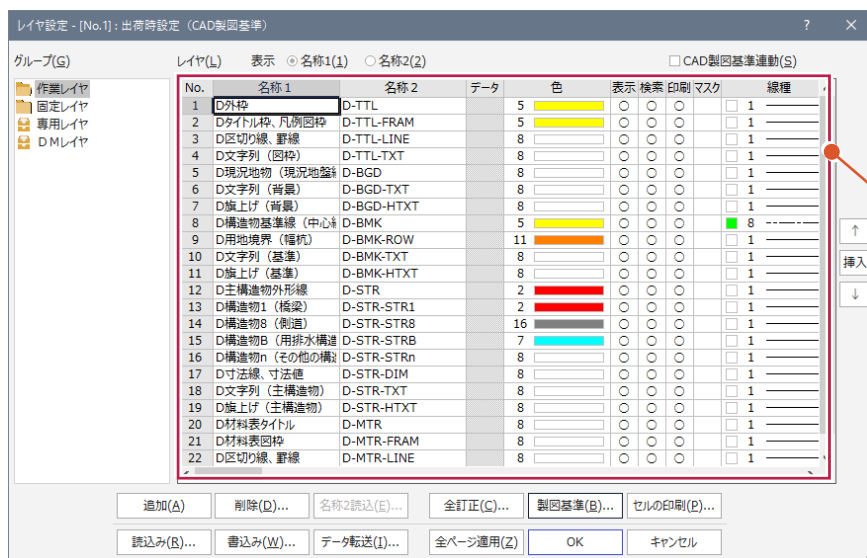 レイヤ設定 - [No.1] : 出荷時設定（CAD製図基準） ? ×
グループ(G) レイヤ(L) 表示 名称1(1) 名称2(2) CAD製図基準連動(S)
作業レイヤ
固定レイヤ
専用レイヤ
ＤＭレイヤ
No. 名称 1 名称 2 データ 色 表示 検索 印刷 マスク 線種
1 D外枠 D-TTL 5 ○ ○ ○ 1
2 Dタイトル枠、凡例図枠 D-TTL-FRAM 5 ○ ○ ○ 1
3 D区切り線、罫線 D-TTL-LINE 8 ○ ○ ○ 1
4 D文字列（図枠） D-TTL-TXT 8 ○ ○ ○ 1
5 D現況地物（現況地盤 D-BGD 8 ○ ○ ○ 1
6 D文字列（背景） D-BGD-TXT 8 ○ ○ ○ 1
7 D旗上げ（背景） D-BGD-HTXT 8 ○ ○ ○ 1
8 D構造物基準線（中心 D-BMK 5 ○ ○ ○ 8
9 D用地境界（幅杭） D-BMK-ROW 11 ○ ○ ○ 1
10 D文字列（基準） D-BMK-TXT 8 ○ ○ ○ 1
11 D旗上げ（基準） D-BMK-HTXT 8 ○ ○ ○ 1
12 D主構造物外形線 D-STR 2 ○ ○ ○ 1
13 D構造物1（橋梁） D-STR-STR1 2 ○ ○ ○ 1
14 D構造物8（側道） D-STR-STR8 16 ○ ○ ○ 1
15 D構造物B（用排水構造 D-STR-STRB 7 ○ ○ ○ 1
16 D構造物n（その他の構 D-STR-STRn 8 ○ ○ ○ 1
17 D寸法線、寸法値 D-STR-DIM 8 ○ ○ ○ 1
18 D文字列（主構造物） D-STR-TXT 8 ○ ○ ○ 1
19 D旗上げ（主構造物） D-STR-HTXT 8 ○ ○ ○ 1
20 D材料表タイトル D-MTR 8 ○ ○ ○ 1
21 D材料表図枠 D-MTR-FRAM 8 ○ ○ ○ 1
22 D区切り線、罫線 D-MTR-LINE 8 ○ ○ ○ 1
↑
挿入
↓
追加(A) 削除(D)... 名称2読込(E)... 全訂正(C)... 製図基準(B)... セルの印刷(P)...
読込み(R)... 書込み(W)... データ転送(I)... 全ページ適用(Z) OK キャンセル